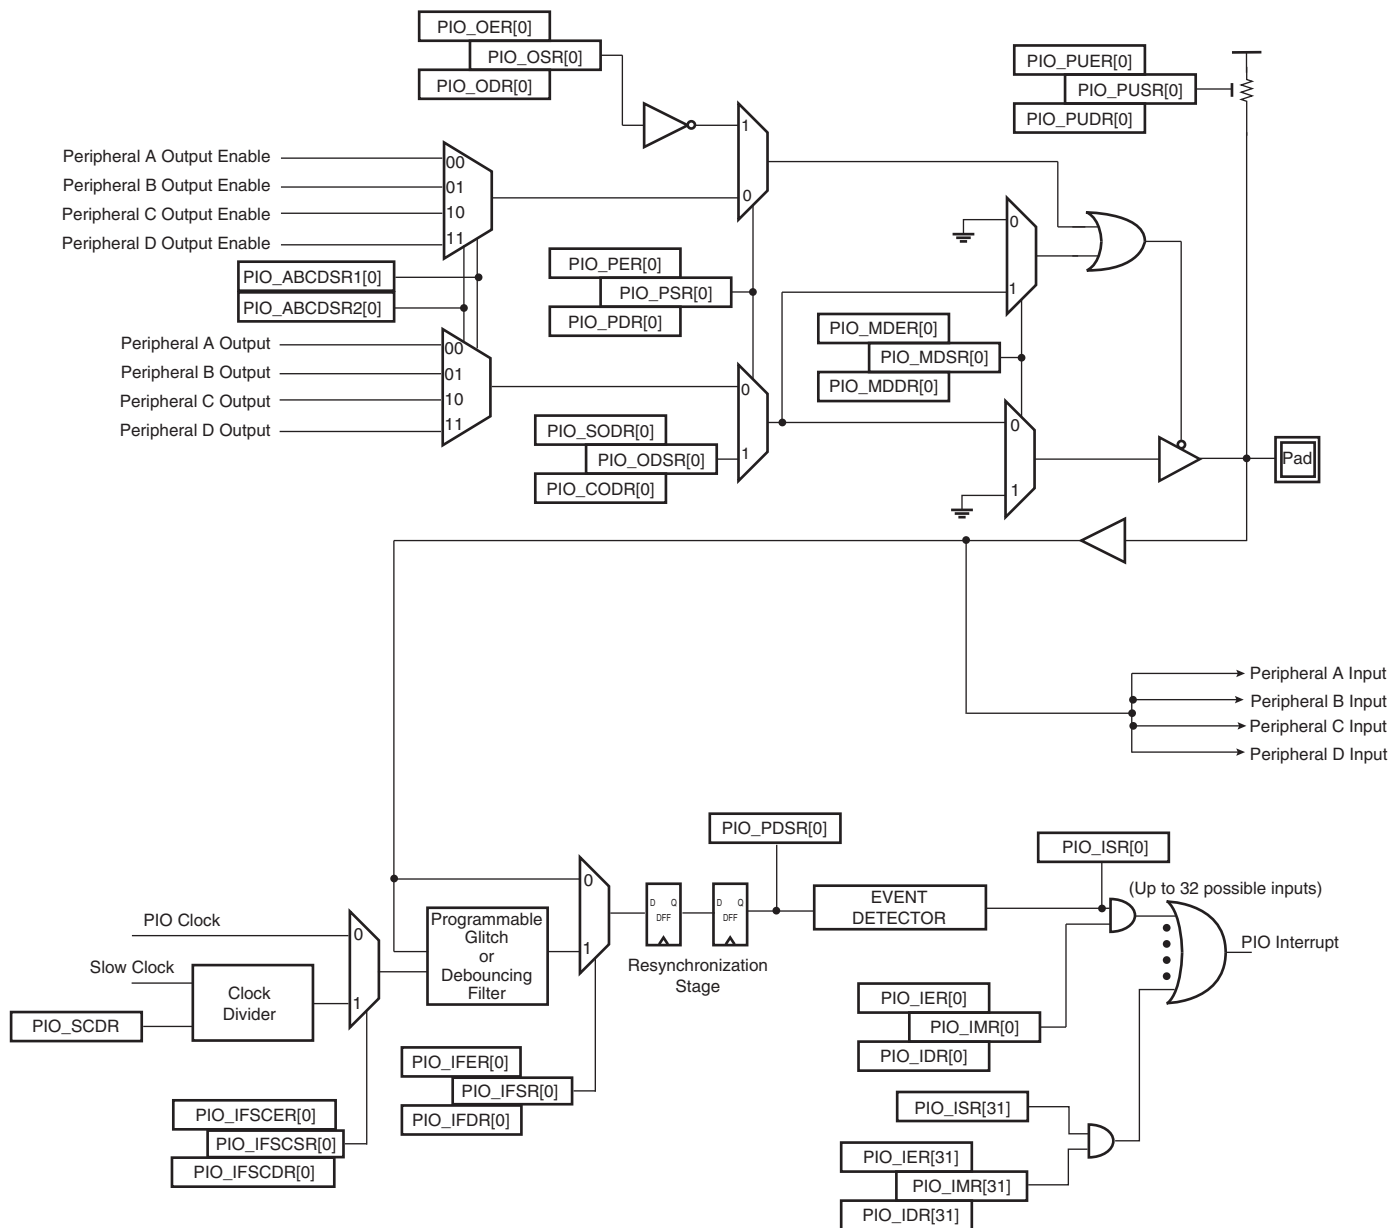 PIO_OER[0]
PIO_OSR[0]
PIO_ODR[0]
PIO_PUER[0]
PIO_PUSR[0]
PIO_PUDR[0]
1
0
Peripheral A Output Enable
Peripheral B Output Enable
Peripheral C Output Enable
Peripheral D Output Enable
00
01
10
11
PIO_ABCDSR1[0]
PIO_ABCDSR2[0]
PIO_PER[0]
PIO_PSR[0]
PIO_PDR[0]
0
1
PIO_MDER[0]
PIO_MDSR[0]
PIO_MDDR[0]
Peripheral A Output
Peripheral B Output
Peripheral C Output
Peripheral D Output
00
01
10
11
0
1
PIO_SODR[0]
PIO_ODSR[0]
PIO_CODR[0]
0
1
Pad
Peripheral A Input
Peripheral B Input
Peripheral C Input
Peripheral D Input
PIO_PDSR[0]
PIO_ISR[0]
(Up to 32 possible inputs)
0
1
D Q
DFF
D Q
DFF
Resynchronization
Stage
EVENT
DETECTOR
PIO Interrupt
PIO Clock
Slow Clock
0
1
Clock
Divider
PIO_SCDR
Programmable
Glitch
or
Debouncing
Filter
PIO_IER[0]
PIO_IMR[0]
PIO_IDR[0]
PIO_IFER[0]
PIO_IFSR[0]
PIO_IFDR[0]
PIO_IFSCER[0]
PIO_IFSCSR[0]
PIO_IFSCDR[0]
PIO_ISR[31]
PIO_IER[31]
PIO_IMR[31]
PIO_IDR[31]